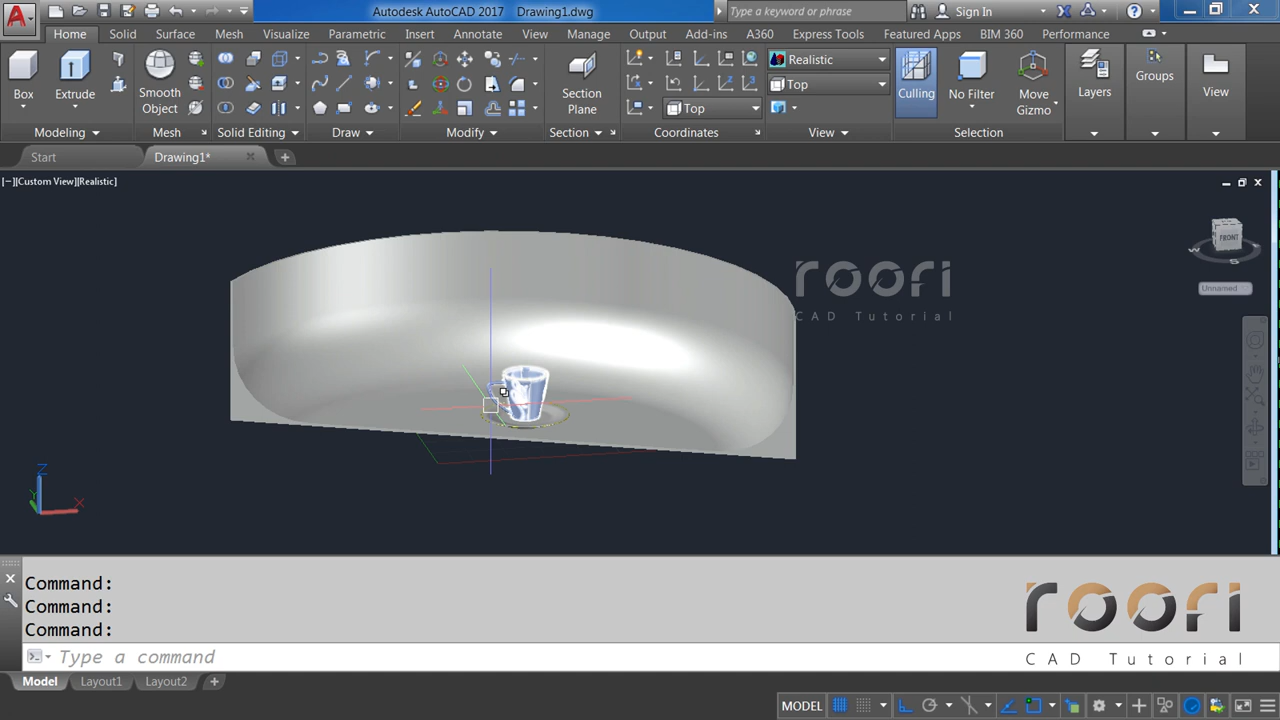 Autodesk AutoCAD 2017 Drawing1.dwg
Type a keyword or phrase
Sign In
Home Solid Surface Mesh Visualize Parametric Insert Annotate View Manage Output Add-ins A360 Express Tools Featured Apps BIM 360 Performance
Box
Extrude
Smooth Object
Section Plane
Realistic
Top
Top
Culling
No Filter
Move Gizmo
Layers
Groups
View
Modeling Mesh Solid Editing Draw Modify Section Coordinates View Selection
Start Drawing1*
[−][Custom View][Realistic]
FRONT
W
S
Unnamed
roori
CAD Tutorial
Z
Y
X
Command:
Command:
Command:
Type a command
roori
CAD Tutorial
Model Layout1 Layout2
MODEL